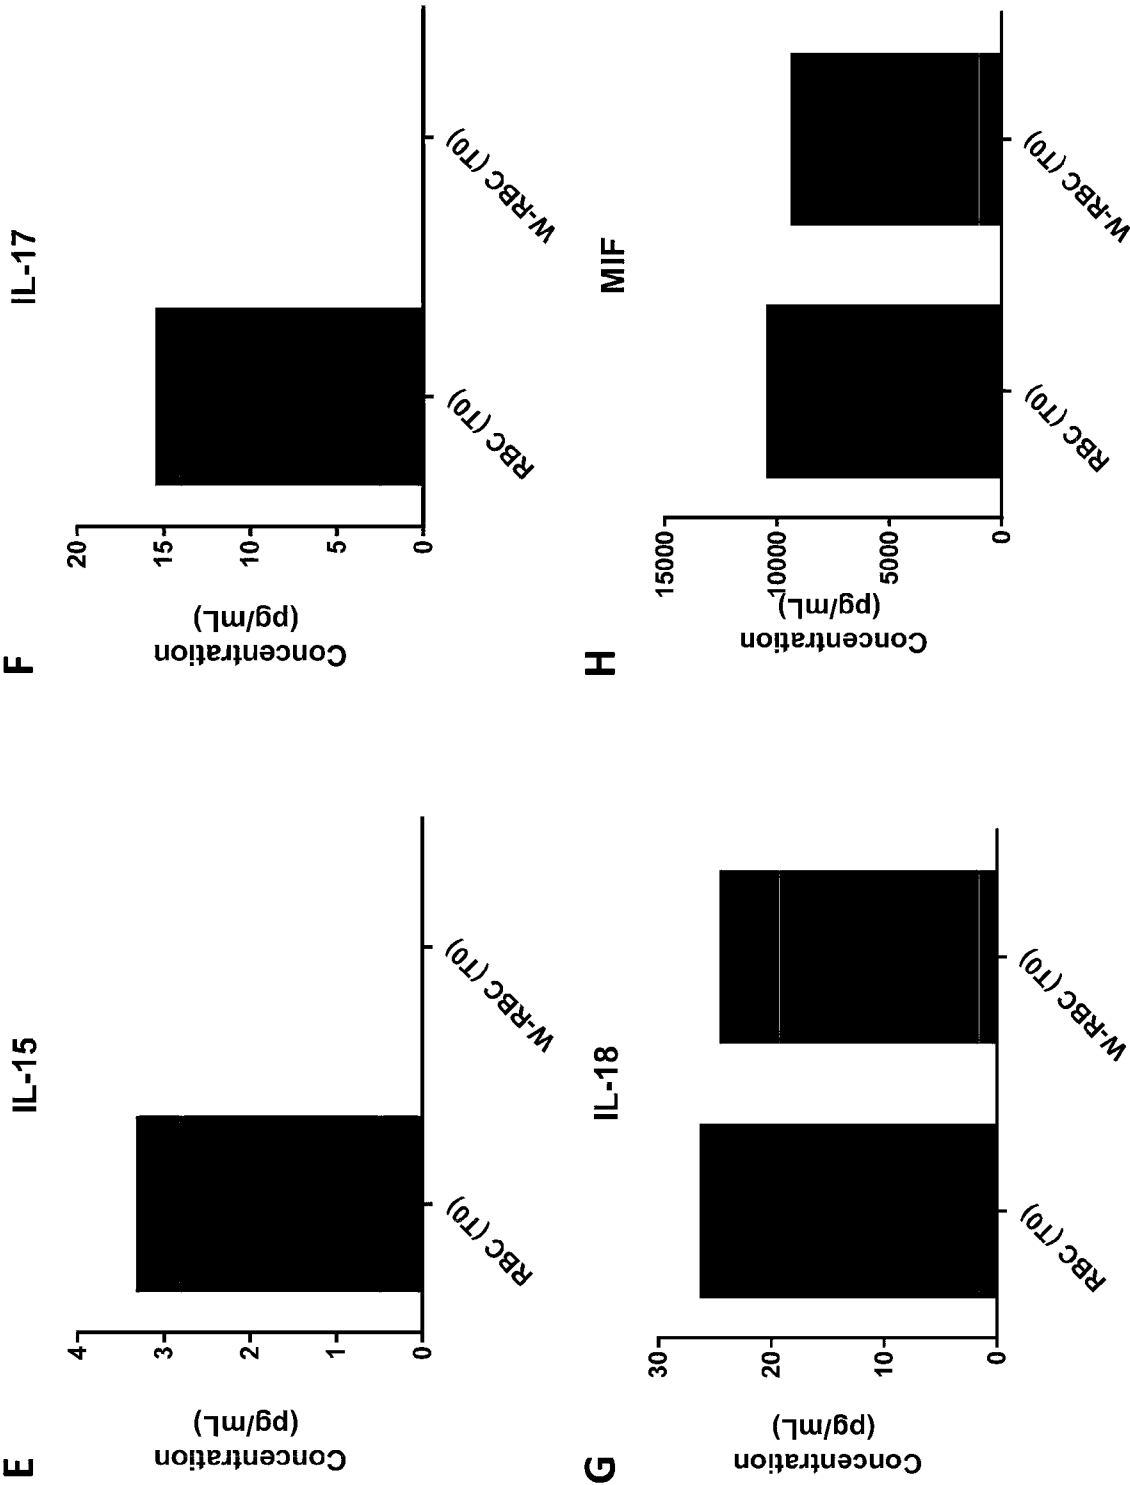 E
IL-15
Concentration
(pg/mL)
4
3
2
1
0
RBC (T0)
W-RBC (T0)
F
IL-17
Concentration
(pg/mL)
20
15
10
5
0
RBC (T0)
W-RBC (T0)
G
IL-18
Concentration
(pg/mL)
30
20
10
0
RBC (T0)
W-RBC (T0)
H
MIF
Concentration
(pg/mL)
15000
10000
5000
0
RBC (T0)
W-RBC (T0)